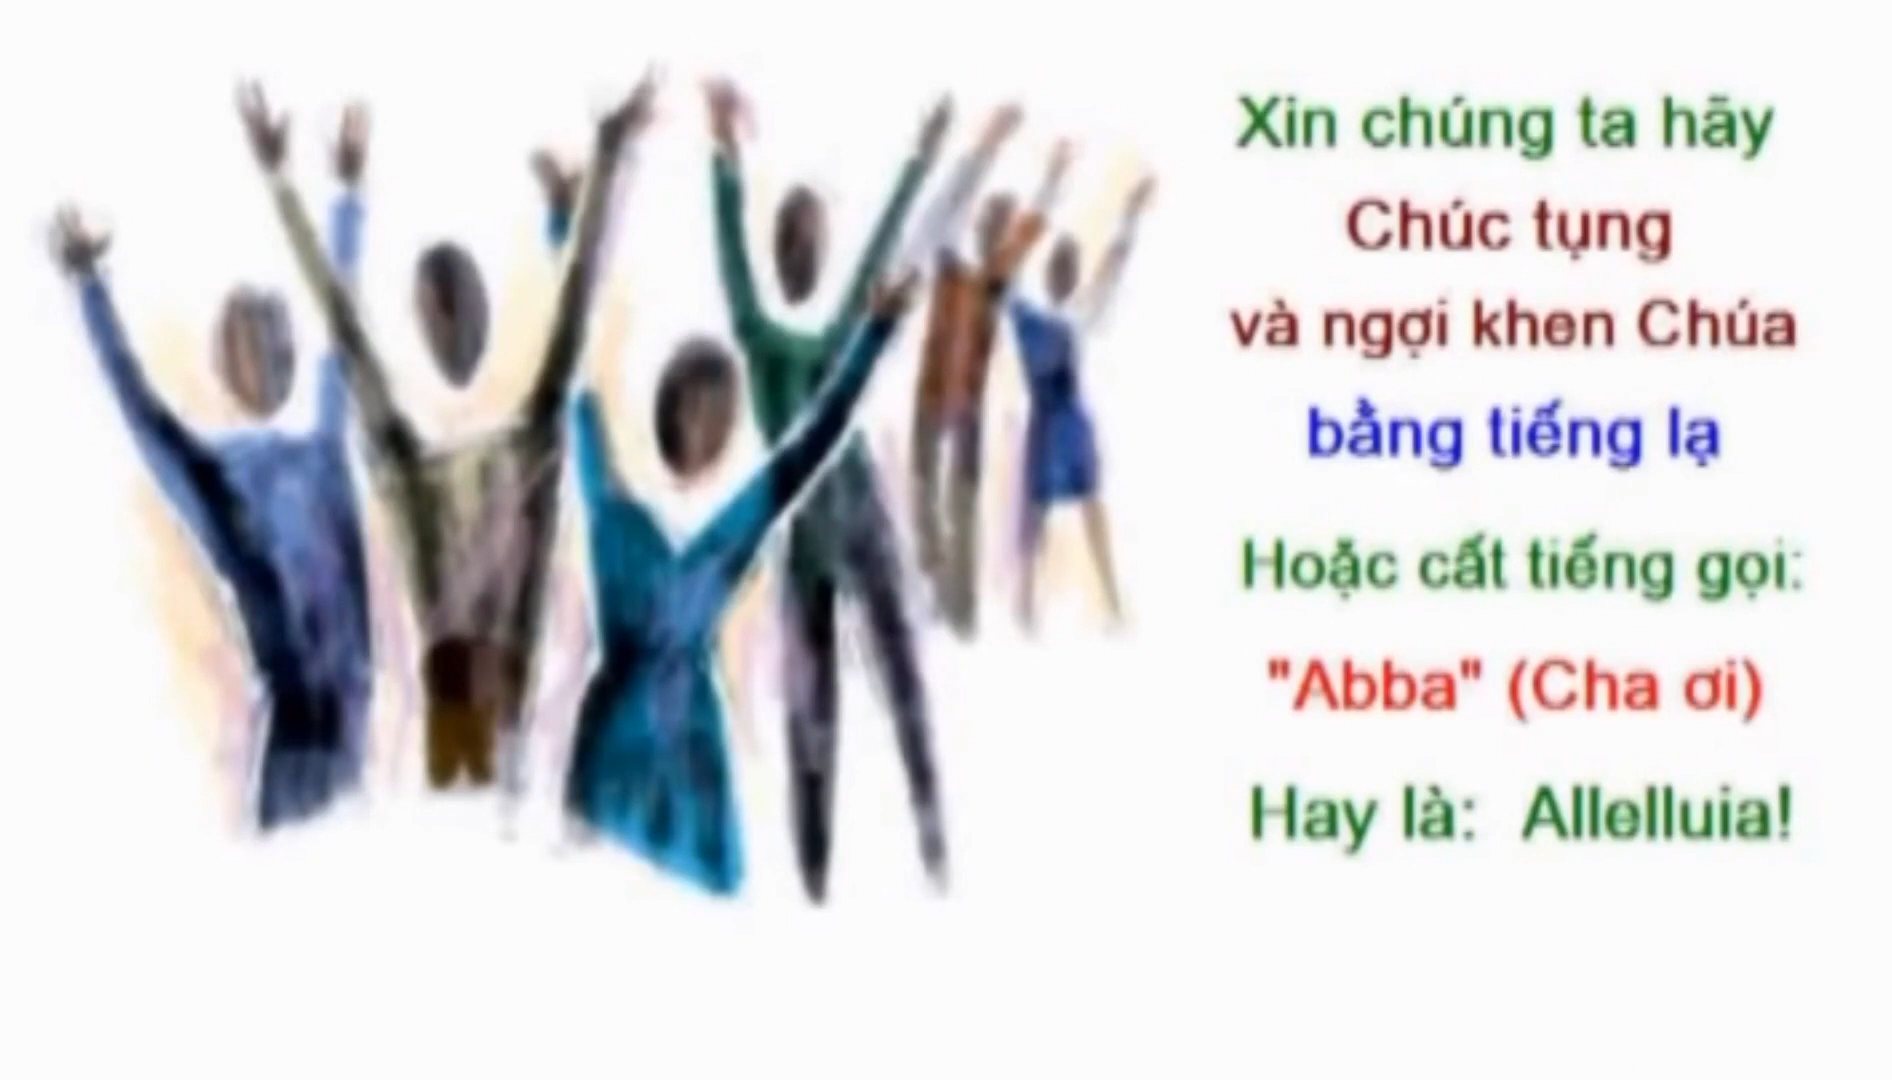 Xin chúng ta hãy
Chúc tụng
và ngợi khen Chúa
bằng tiếng lạ
Hoặc cất tiếng gọi:
"Abba" (Cha ơi)
Hay là: Allelluia!